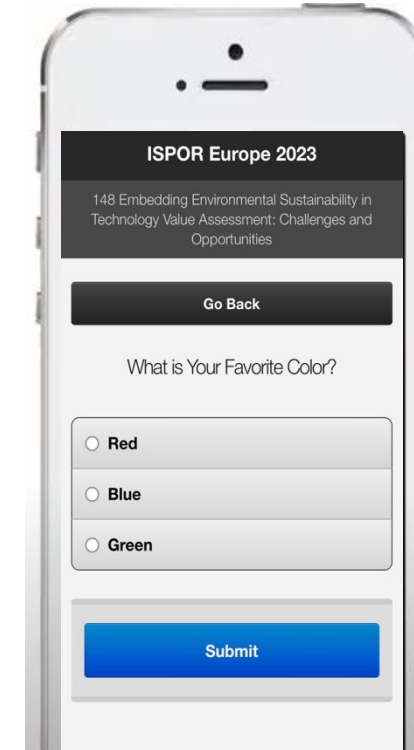 ISPOR Europe 2023
148 Embedding Environmental Sustainability in
Technology Value Assessment: Challenges and
Opportunities
Go Back
What is Your Favorite Color?
Red
Blue
Green
Submit